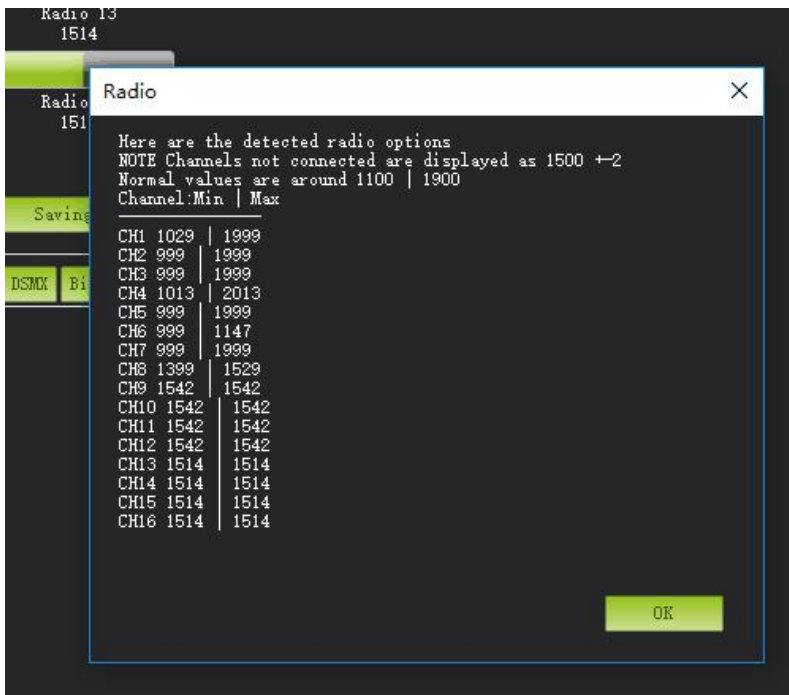 Radio 13
1514
Radio
151
Saving
DSMX Bi
Radio
Here are the detected radio options
NOTE Channels not connected are displayed as 1500 +-2
Normal values are around 1100 | 1900
Channel:Min | Max
CH1 1029 | 1999
CH2 999 | 1999
CH3 999 | 1999
CH4 1013 | 2013
CH5 999 | 1999
CH6 999 | 1147
CH7 999 | 1999
CH8 1399 | 1529
CH9 1542 | 1542
CH10 1542 | 1542
CH11 1542 | 1542
CH12 1542 | 1542
CH13 1514 | 1514
CH14 1514 | 1514
CH15 1514 | 1514
CH16 1514 | 1514
OK